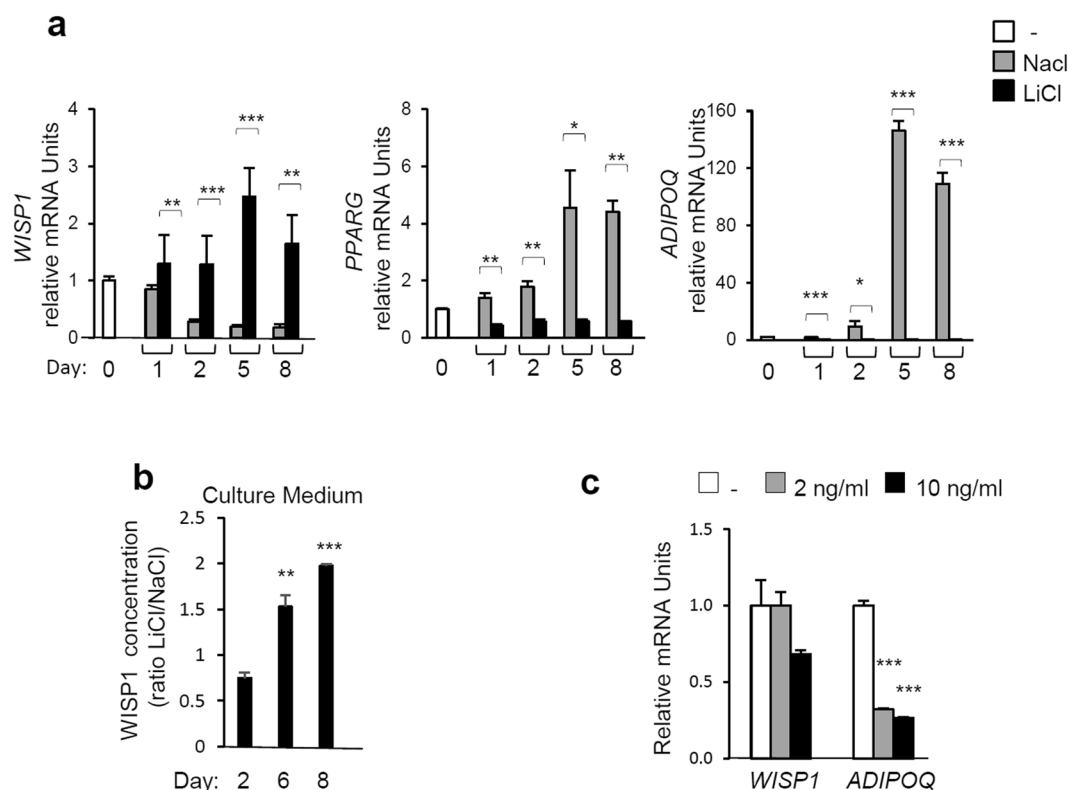 a
-
Nacl
LiCl
WISP1
relative mRNA Units
4
3
2
1
0
** *** *** **
Day: 0 1 2 5 8
PPARG
relative mRNA Units
8
6
4
2
0
** ** * **
0 1 2 5 8
ADIPOQ
relative mRNA Units
160
120
80
40
0
*** * *** ***
0 1 2 5 8
b
Culture Medium
WISP1 concentration
(ratio LiCl/NaCl)
2.5
2
1.5
1
0.5
0
** ***
Day: 2 6 8
c
- 2 ng/ml 10 ng/ml
Relative mRNA Units
1.5
1.0
0.5
0.0
*** ***
WISP1 ADIPOQ